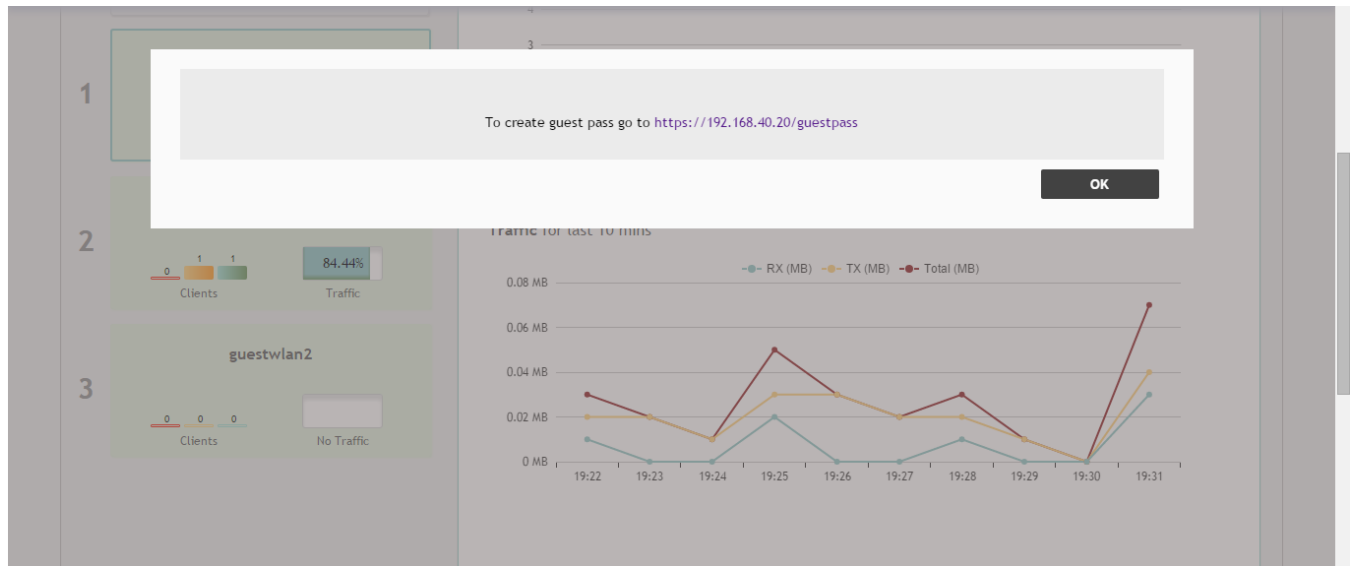 4
3
1
To create guest pass go to https://192.168.40.20/guestpass
OK
2
0 1 1
84.44%
Clients
Traffic
guestwlan2
3
0 0 0
Clients
No Traffic
Traffic for last 10 mins
RX (MB) TX (MB) Total (MB)
0.08 MB
0.06 MB
0.04 MB
0.02 MB
0 MB
19:22 19:23 19:24 19:25 19:26 19:27 19:28 19:29 19:30 19:31